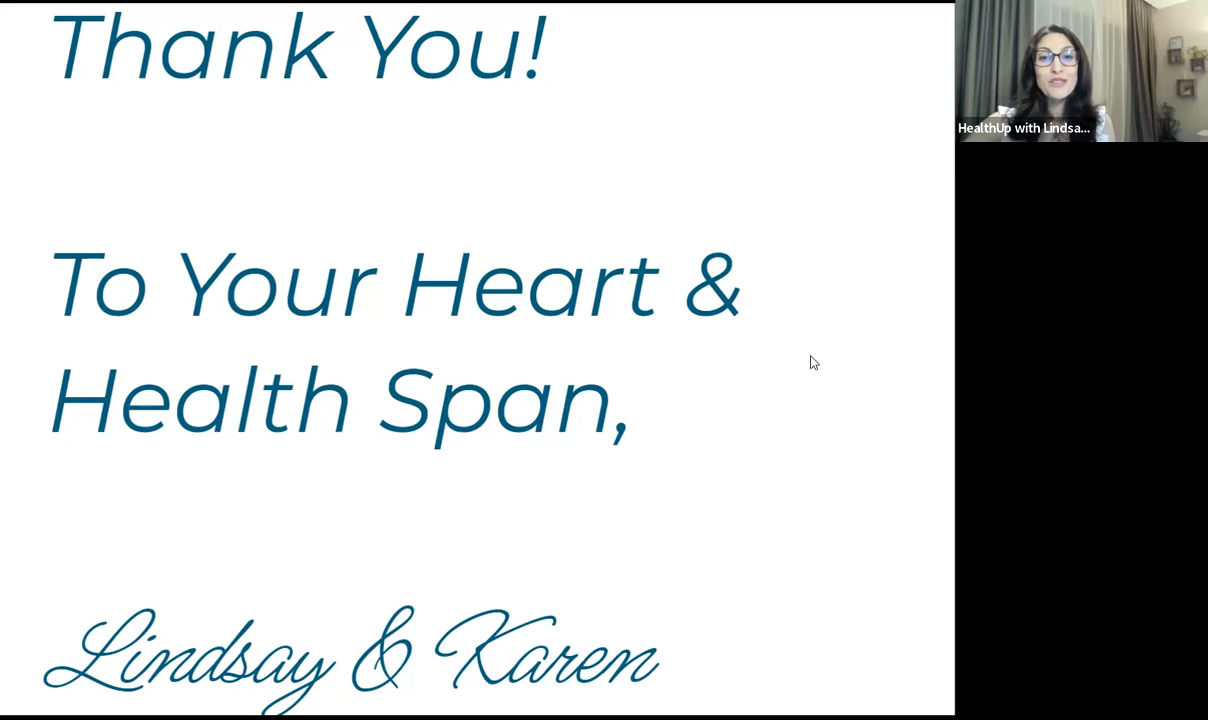 Thank You!
To Your Heart &
Health Span,
Lindsay & Karen
HealthUp with Lindsa...